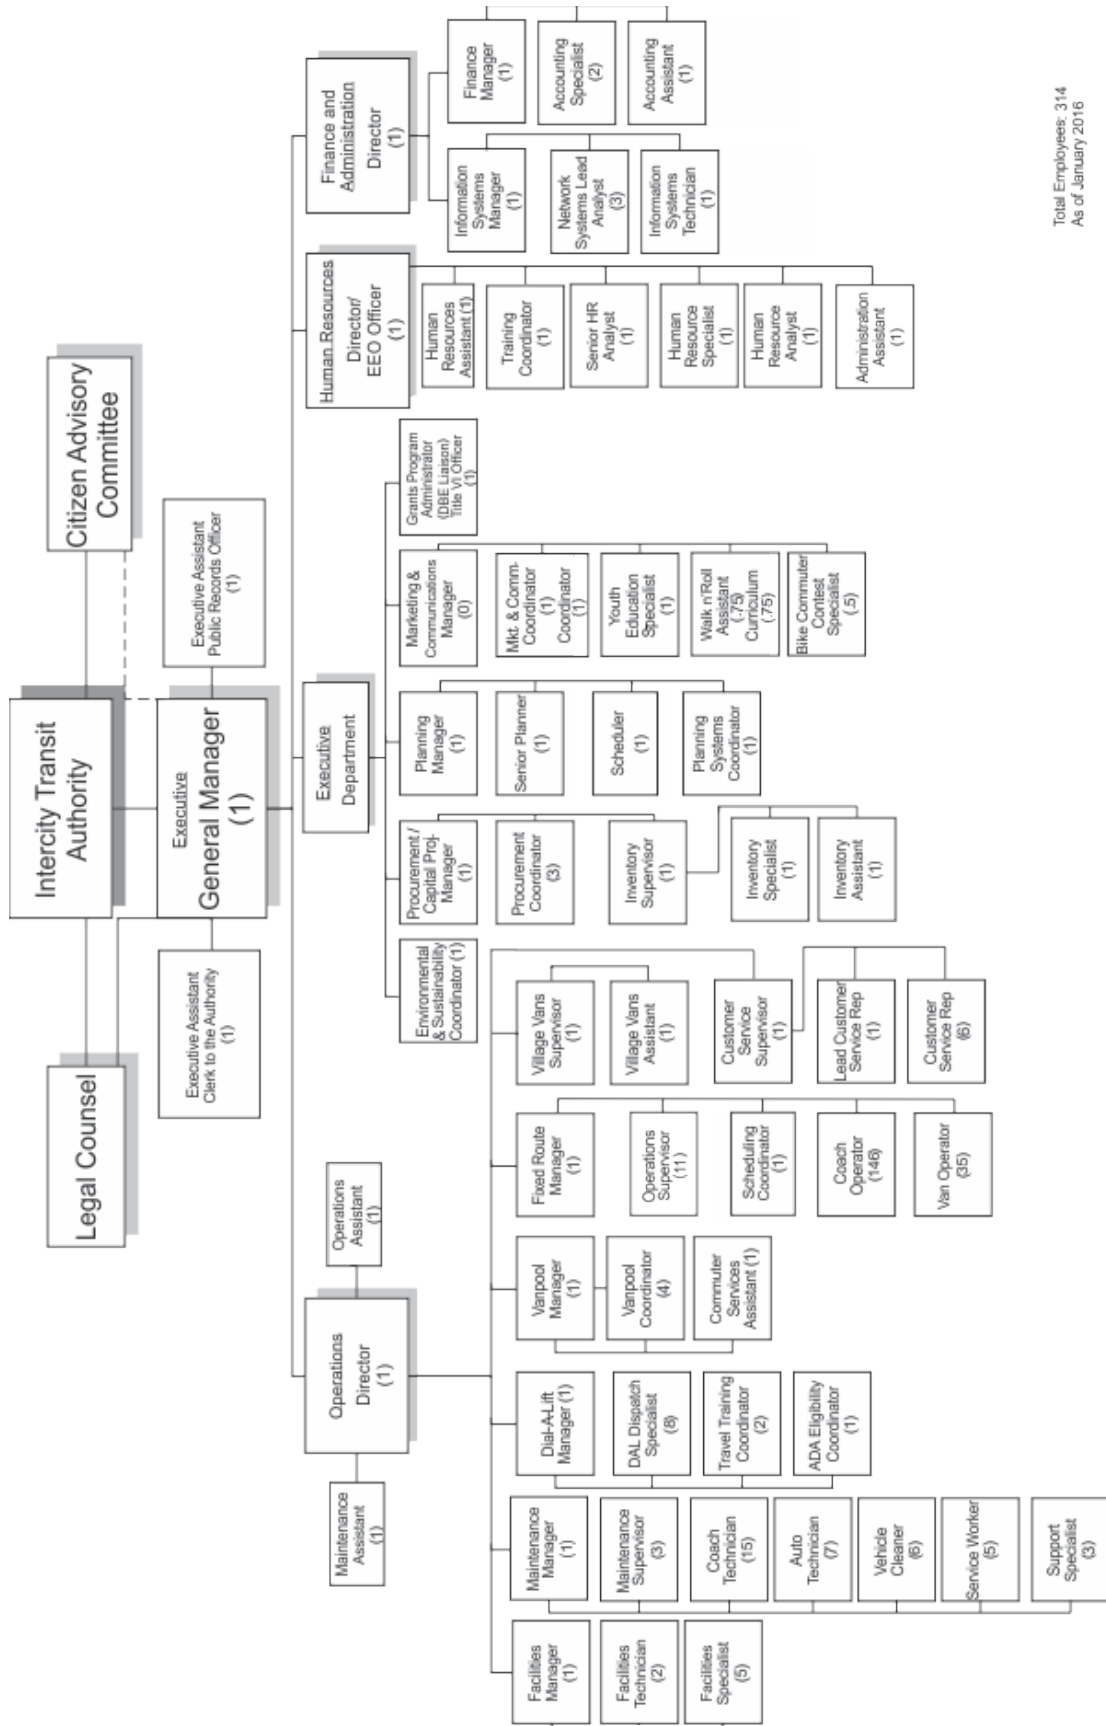 Intercity Transit
Authority
Legal Counsel
Citizen Advisory
Committee
Executive Assistant
Clerk to the Authority
(1)
Executive
General Manager
(1)
Executive Assistant
Public Records Officer
(1)
Maintenance
Assistant
(1)
Operations
Director
(1)
Operations
Assistant
(1)
Executive
Department
Human Resources
Director/
EEO Officer
(1)
Finance and
Administration
Director
(1)
Environmental
& Sustainability
Coordinator (1)
Procurement /
Capital Proj-
Manager
(1)
Procurement
Coordinator
(3)
Inventory
Supervisor
(1)
Inventory
Specialist
(1)
Inventory
Assistant
(1)
Planning
Manager
(1)
Senior Planner
(1)
Scheduler
(1)
Planning
Systems
Coordinator
(1)
Marketing &
Communications
Manager
(0)
Mkt. & Comm-
Coordinator
(1)
Coordinator
(1)
Youth
Education
Specialist
(1)
Walk n'Roll
Assistant
(.75)
Curriculum
(.75)
Bike Commuter
Contest
Specialist
(.5)
Grants Program
Administrator
(DBE Liaison)
Title VI Officer
(1)
Human
Resources
Assistant (1)
Training
Coordinator
(1)
Senior HR
Analyst
(1)
Human
Resource
Specialist
(1)
Human
Resource
Analyst
(1)
Administration
Assistant
(1)
Information
Systems
Manager
(1)
Network
Systems Lead
Analyst
(3)
Information
Systems
Technician
(1)
Finance
Manager
(1)
Accounting
Specialist
(2)
Accounting
Assistant
(1)
Facilities
Manager
(1)
Facilities
Technician
(2)
Facilities
Specialist
(5)
Maintenance
Manager
(1)
Maintenance
Supervisor
(3)
Coach
Technician
(15)
Auto
Technician
(7)
Vehicle
Cleaner
(6)
Service Worker
(5)
Support
Specialist
(3)
Dial-A-Lift
Manager (1)
DAL Dispatch
Specialist
(8)
Travel Training
Coordinator
(2)
ADA Eligibility
Coordinator
(1)
Vanpool
Manager
(1)
Vanpool
Coordinator
(4)
Commuter
Services
Assistant (1)
Fixed Route
Manager
(1)
Operations
Supervisor
(11)
Scheduling
Coordinator
(1)
Coach
Operator
(146)
Van Operator
(35)
Village Vans
Supervisor
(1)
Village Vans
Assistant
(1)
Customer
Service
Supervisor
(1)
Lead Customer
Service Rep
(1)
Customer
Service Rep
(6)
Total Employees: 314
As of January 2016